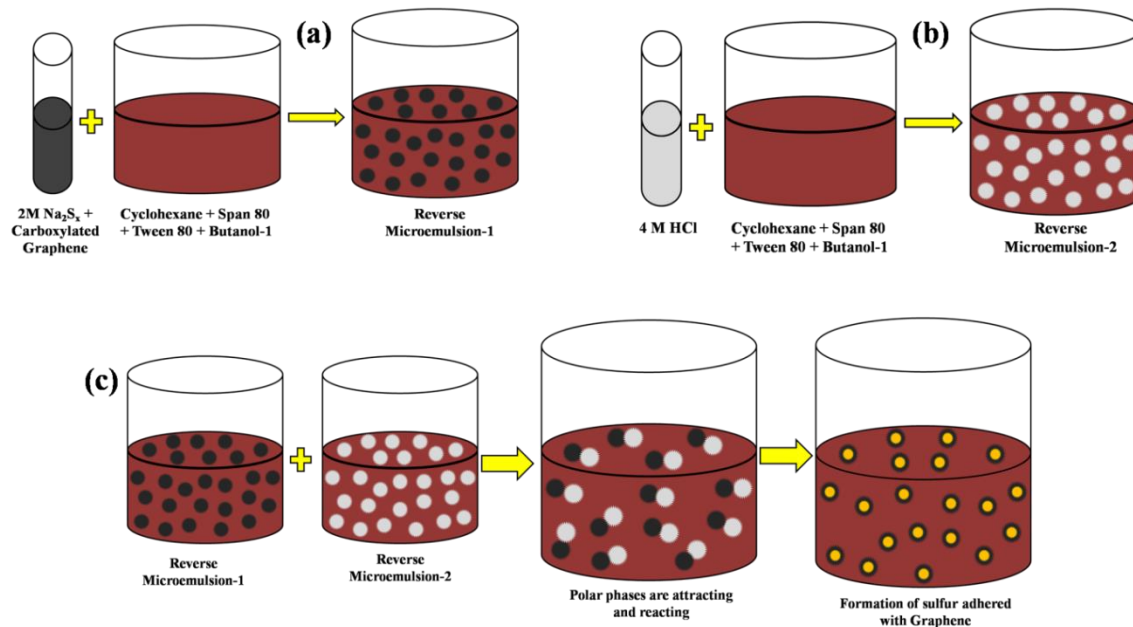 (a)
2M Na₂Sₓ +
Carboxylated
Graphene
Cyclohexane + Span 80
+ Tween 80 + Butanol-1
Reverse
Microemulsion-1
(b)
4 M HCl
Cyclohexane + Span 80
+ Tween 80 + Butanol-1
Reverse
Microemulsion-2
(c)
Reverse
Microemulsion-1
Reverse
Microemulsion-2
Polar phases are attracting
and reacting
Formation of sulfur adhered
with Graphene